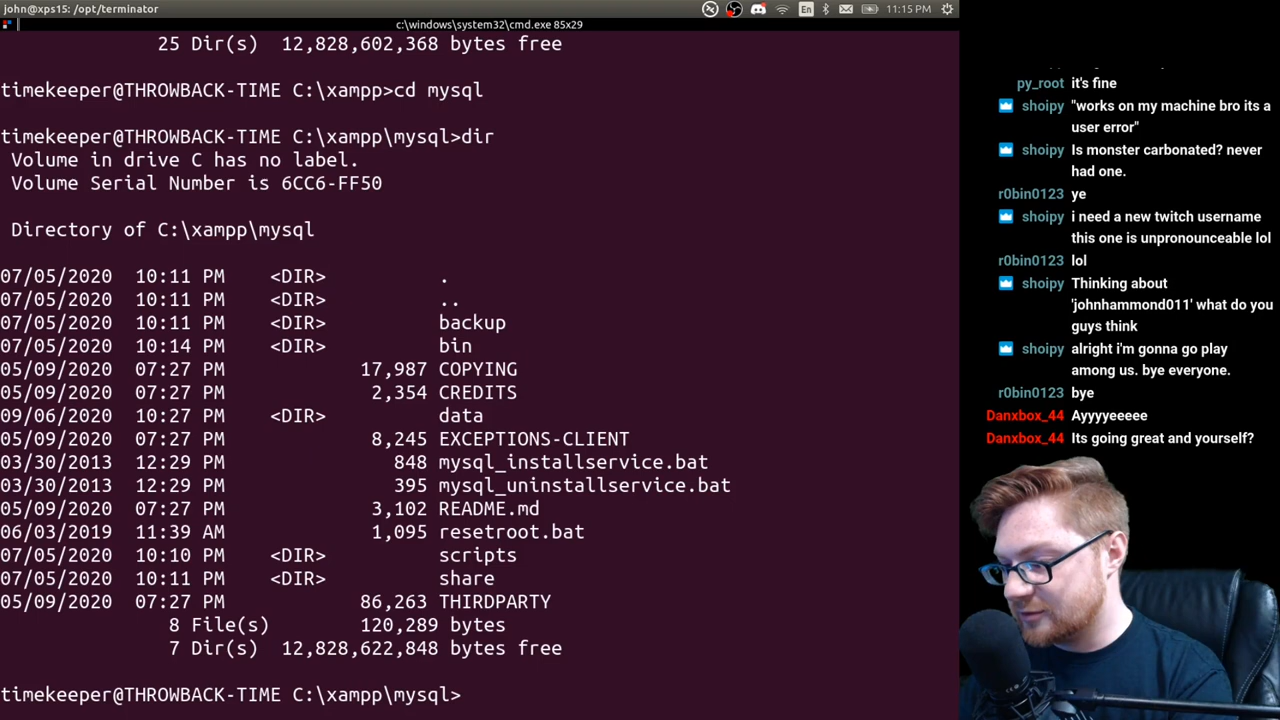 john@xps15: /opt/terminator
En
11:15 PM
c:\windows\system32\cmd.exe 85x29
25 Dir(s) 12,828,602,368 bytes free
timekeeper@THROWBACK-TIME C:\xampp>cd mysql
timekeeper@THROWBACK-TIME C:\xampp\mysql>dir
Volume in drive C has no label.
Volume Serial Number is 6CC6-FF50
Directory of C:\xampp\mysql
07/05/2020 10:11 PM <DIR> .
07/05/2020 10:11 PM <DIR> ..
07/05/2020 10:11 PM <DIR> backup
07/05/2020 10:14 PM <DIR> bin
05/09/2020 07:27 PM 17,987 COPYING
05/09/2020 07:27 PM 2,354 CREDITS
09/06/2020 10:27 PM <DIR> data
05/09/2020 07:27 PM 8,245 EXCEPTIONS-CLIENT
03/30/2013 12:29 PM 848 mysql_installservice.bat
03/30/2013 12:29 PM 395 mysql_uninstallservice.bat
05/09/2020 07:27 PM 3,102 README.md
06/03/2019 11:39 AM 1,095 resetroot.bat
07/05/2020 10:10 PM <DIR> scripts
07/05/2020 10:11 PM <DIR> share
05/09/2020 07:27 PM 86,263 THIRDPARTY
8 File(s) 120,289 bytes
7 Dir(s) 12,828,622,848 bytes free
timekeeper@THROWBACK-TIME C:\xampp\mysql>
py_root it's fine
shoipy "works on my machine bro its a
user error"
shoipy Is monster carbonated? never
had one.
r0bin0123 ye
shoipy i need a new twitch username
this one is unpronounceable lol
r0bin0123 lol
shoipy Thinking about
'johnhammond011' what do you
guys think
shoipy alright i'm gonna go play
among us. bye everyone.
r0bin0123 bye
Danxbox_44 Ayyyyeeeee
Danxbox_44 Its going great and yourself?